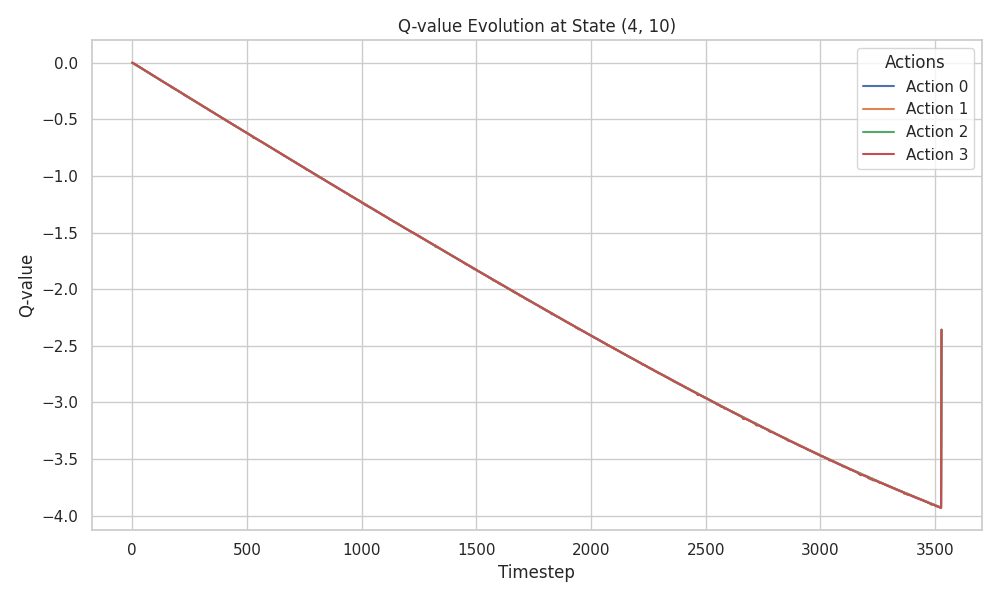 Q-value Evolution at State (4, 10)
Actions
Action 0
Action 1
Action 2
Action 3
Q-value
0.0
−0.5
−1.0
−1.5
−2.0
−2.5
−3.0
−3.5
−4.0
0 500 1000 1500 2000 2500 3000 3500
Timestep